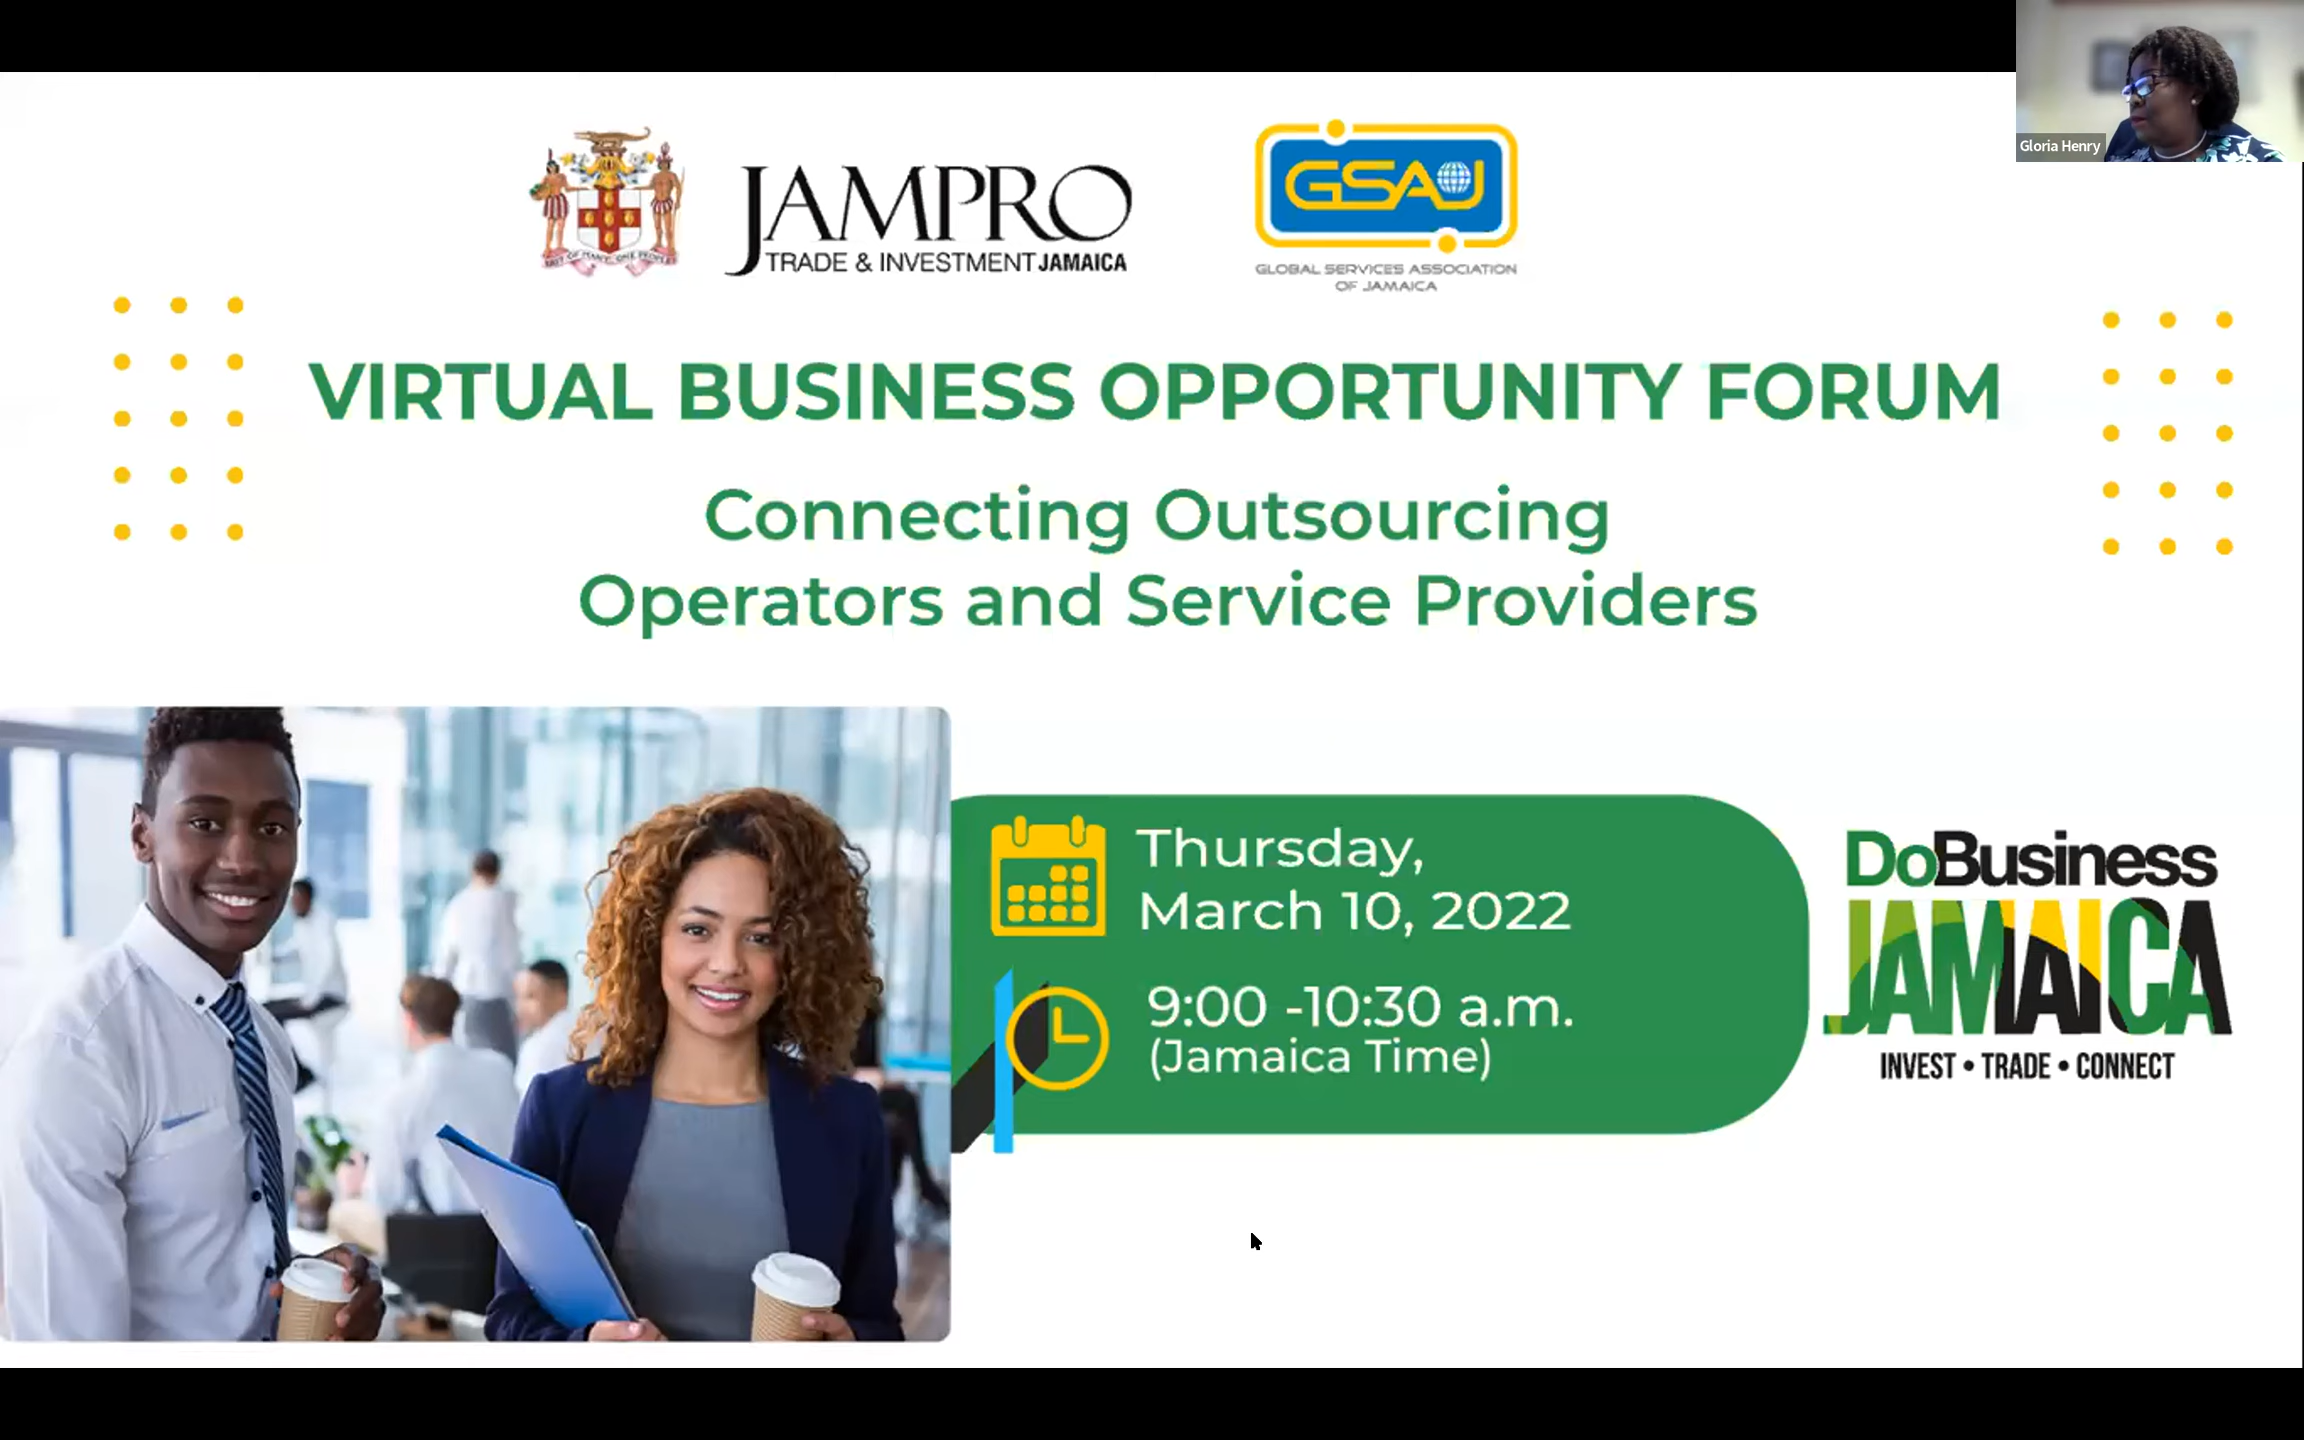 Gloria Henry
JAMPRO
TRADE & INVESTMENT JAMAICA
GSAJ
GLOBAL SERVICES ASSOCIATION
OF JAMAICA
VIRTUAL BUSINESS OPPORTUNITY FORUM
Connecting Outsourcing
Operators and Service Providers
Thursday,
March 10, 2022
9:00 -10:30 a.m.
(Jamaica Time)
DoBusiness
JAMAICA
INVEST • TRADE • CONNECT